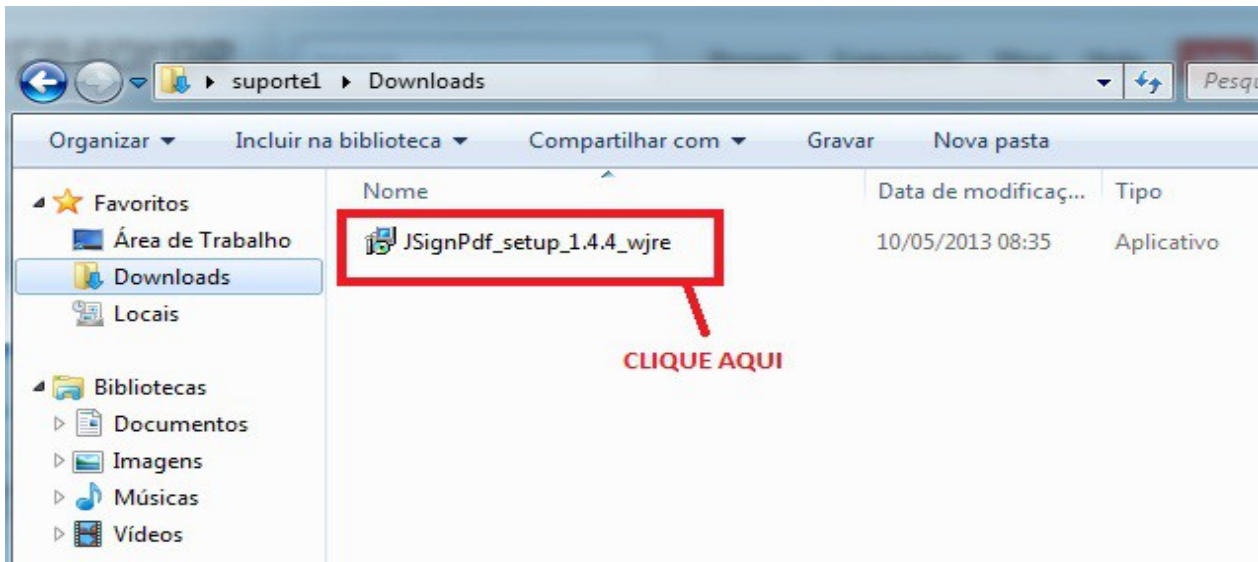 suporte1 Downloads
Organizar Incluir na biblioteca Compartilhar com Gravar Nova pasta
Nome Data de modificaç... Tipo
Favoritos
Área de Trabalho
Downloads
Locais
JSignPdf_setup_1.4.4_wjre 10/05/2013 08:35 Aplicativo
CLIQUE AQUI
Bibliotecas
Documentos
Imagens
Músicas
Vídeos